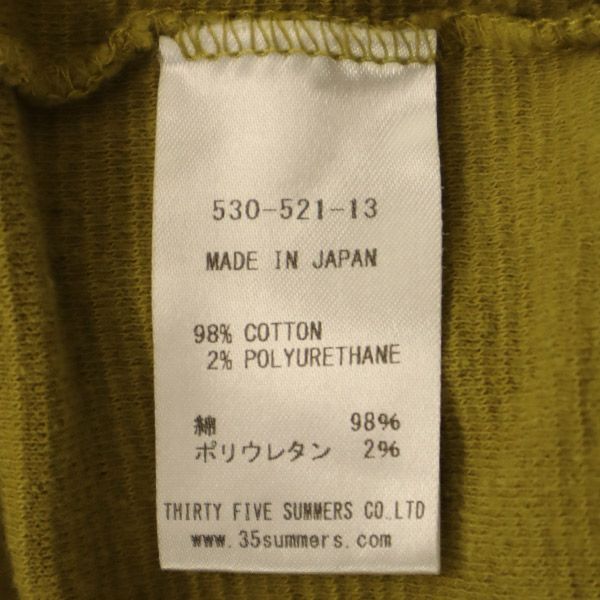 530-521-13
MADE IN JAPAN
98% COTTON
2% POLYURETHANE
綿 98%
ポリウレタン 2%
THIRTY FIVE SUMMERS CO.,LTD
www.35summers.com